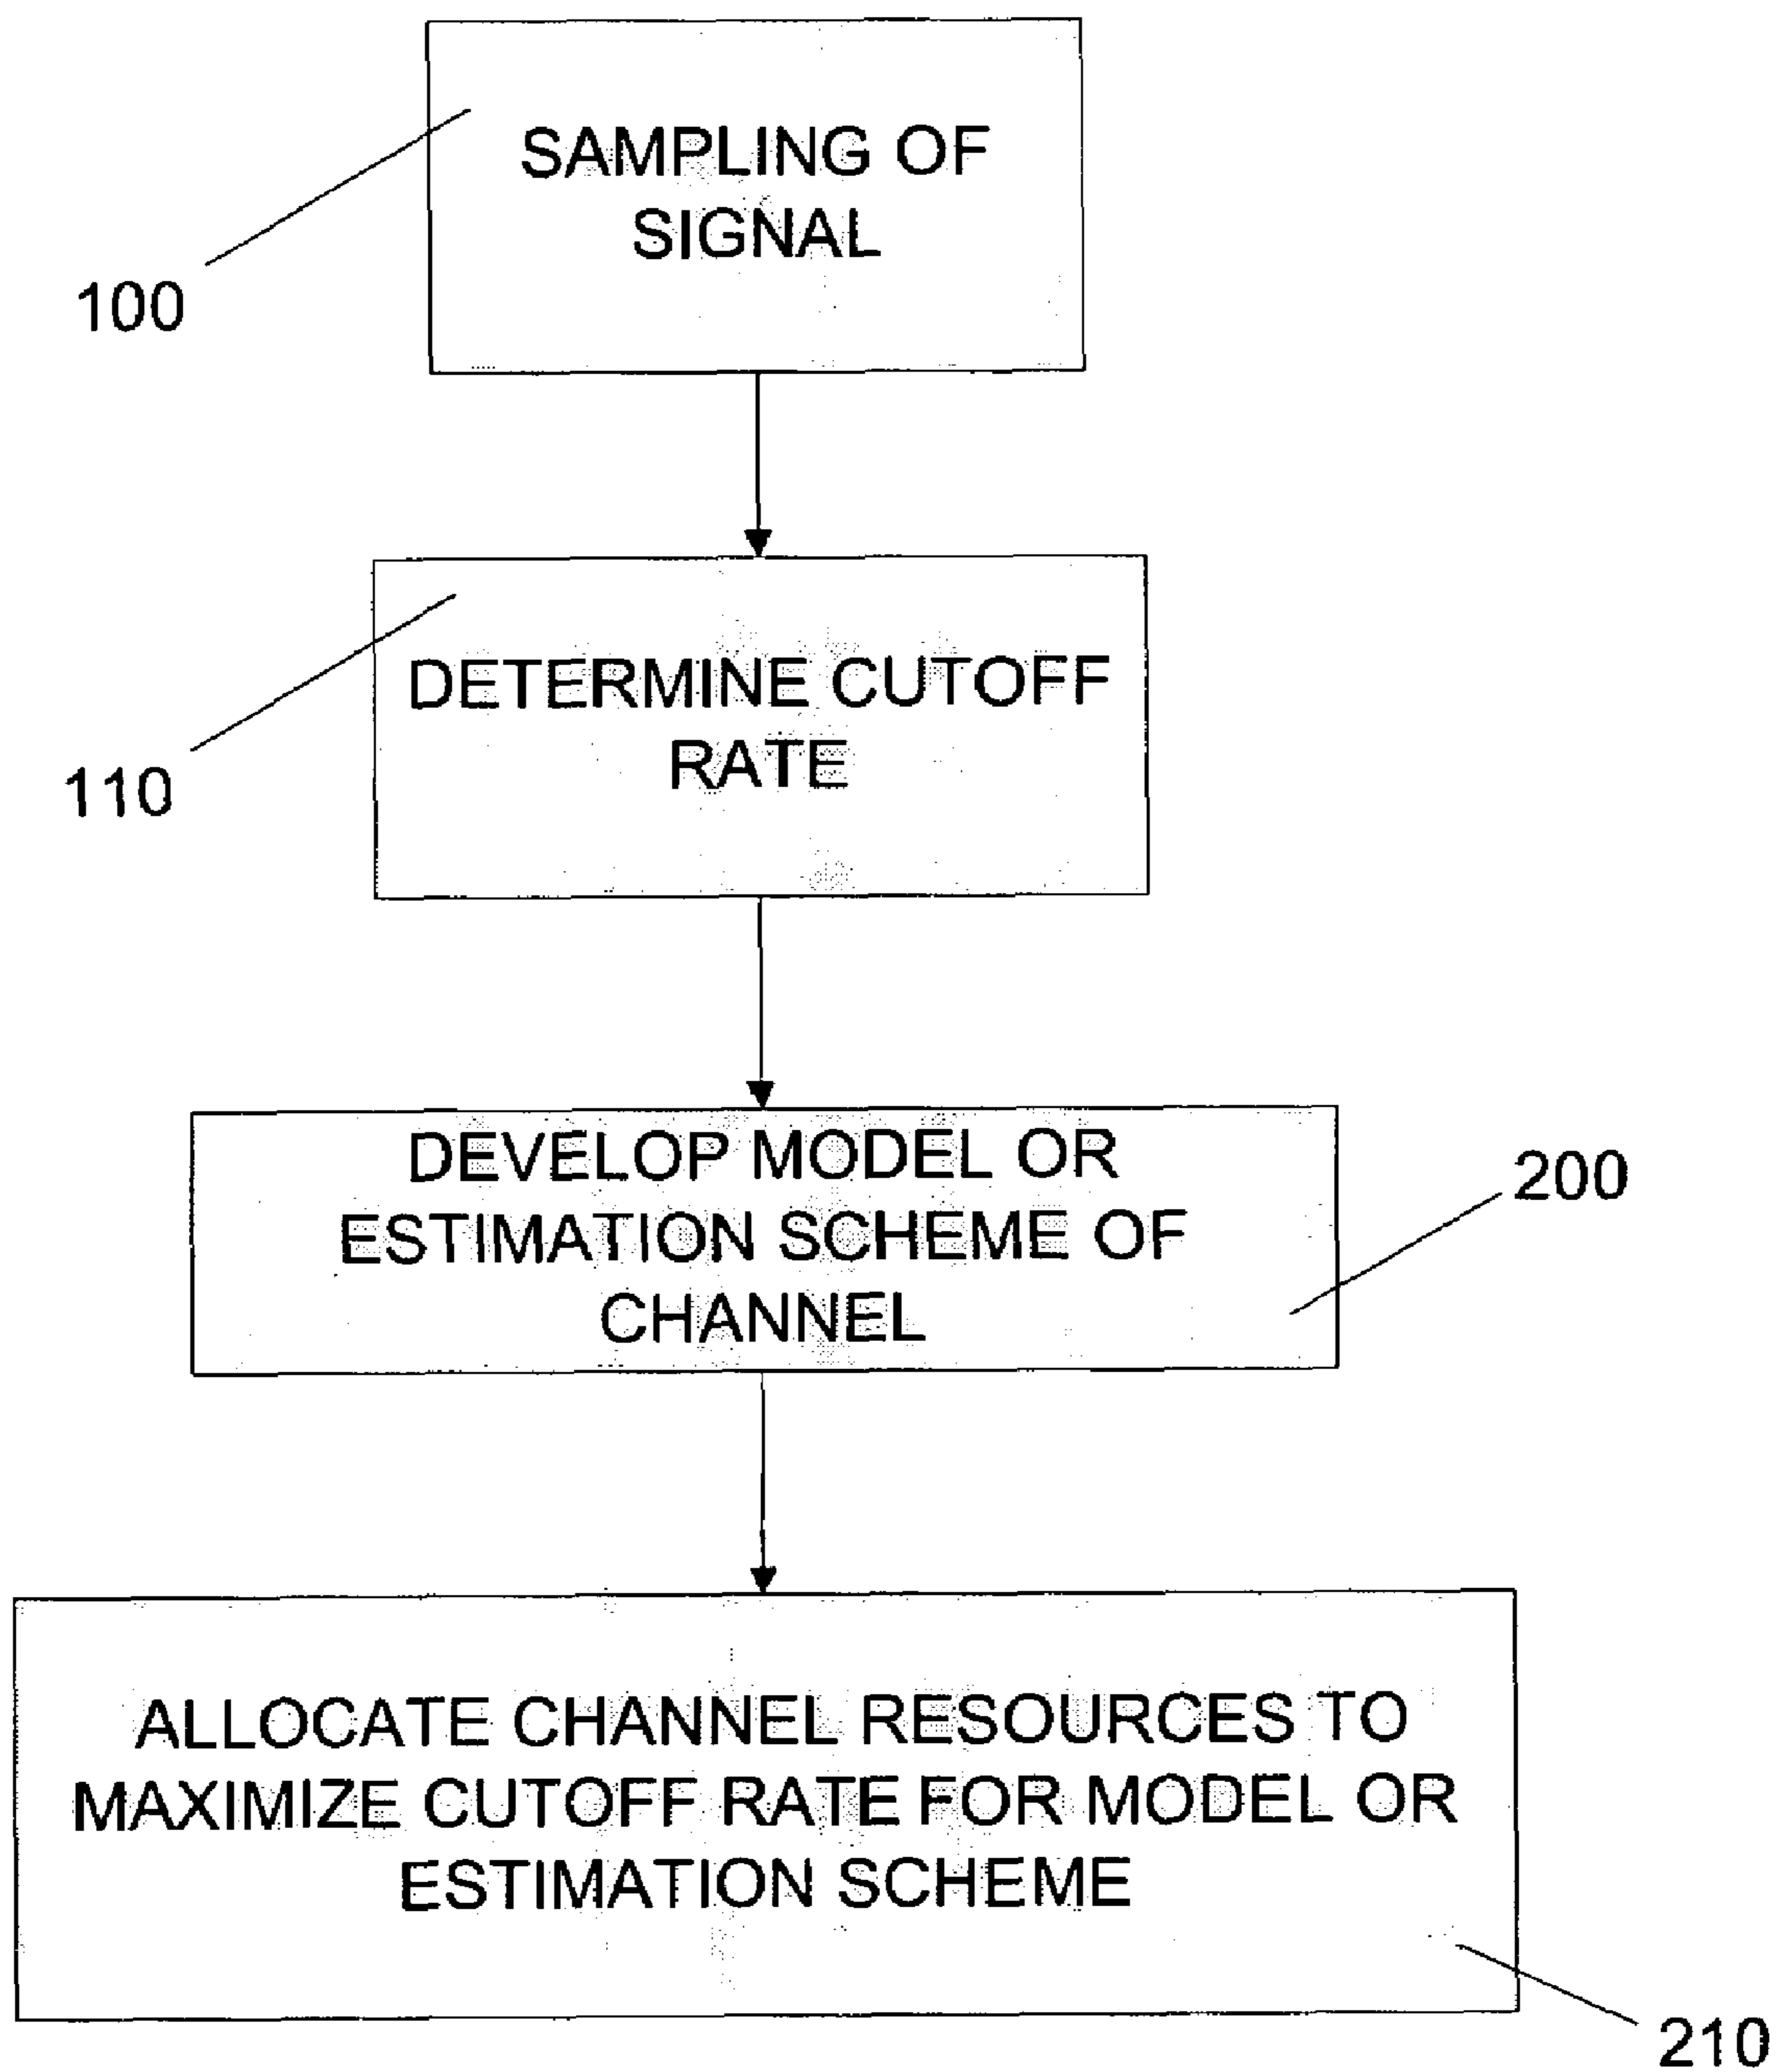 SAMPLING OF
SIGNAL
100
DETERMINE CUTOFF
RATE
110
DEVELOP MODEL OR
ESTIMATION SCHEME OF
CHANNEL
200
ALLOCATE CHANNEL RESOURCES TO
MAXIMIZE CUTOFF RATE FOR MODEL OR
ESTIMATION SCHEME
210